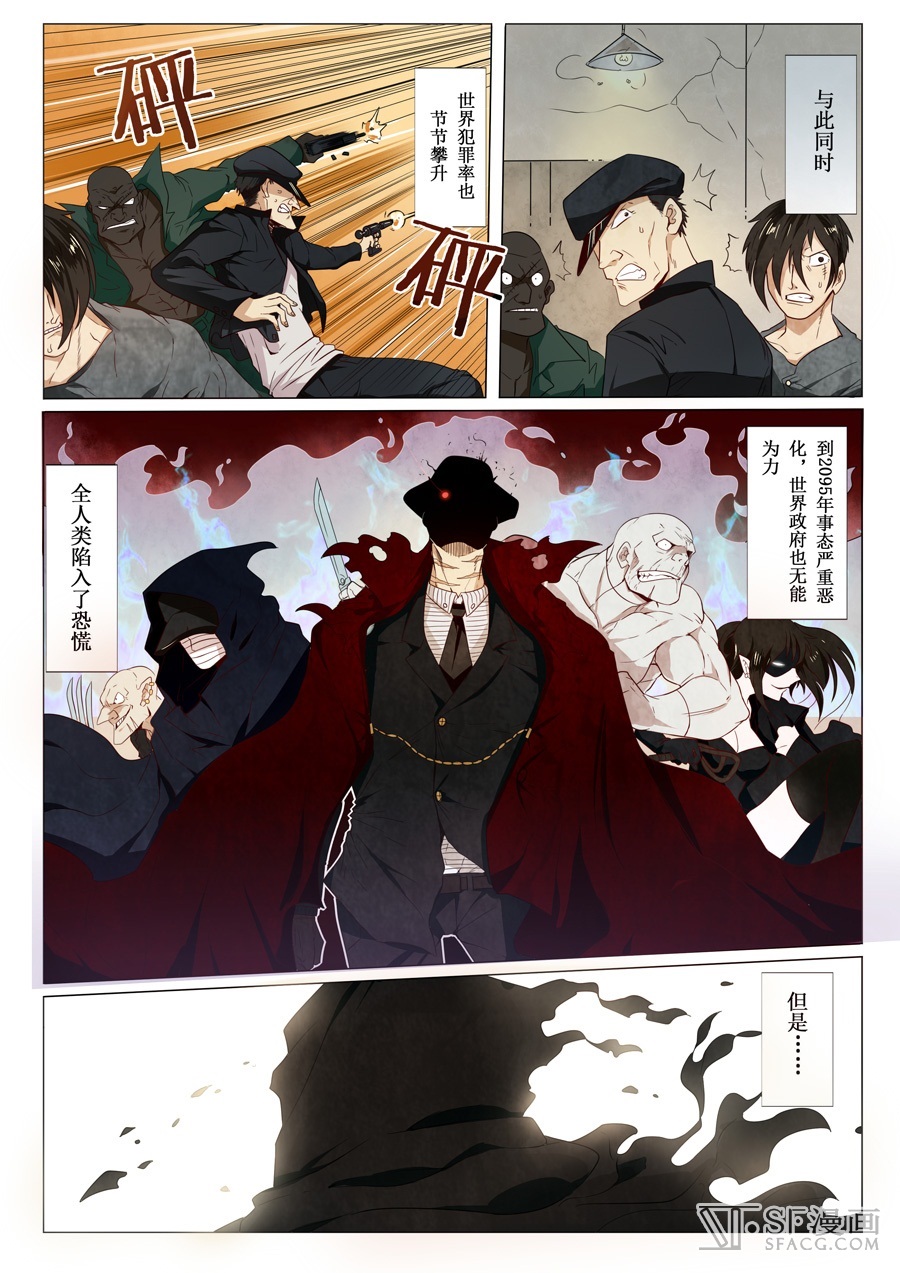 与此同时
世界犯罪率也
节节攀升
砰
砰
到2095年事态严重恶
化，世界政府也无能
为力
全人类陷入了恐慌
但是……
SF漫画
SFACG.COM